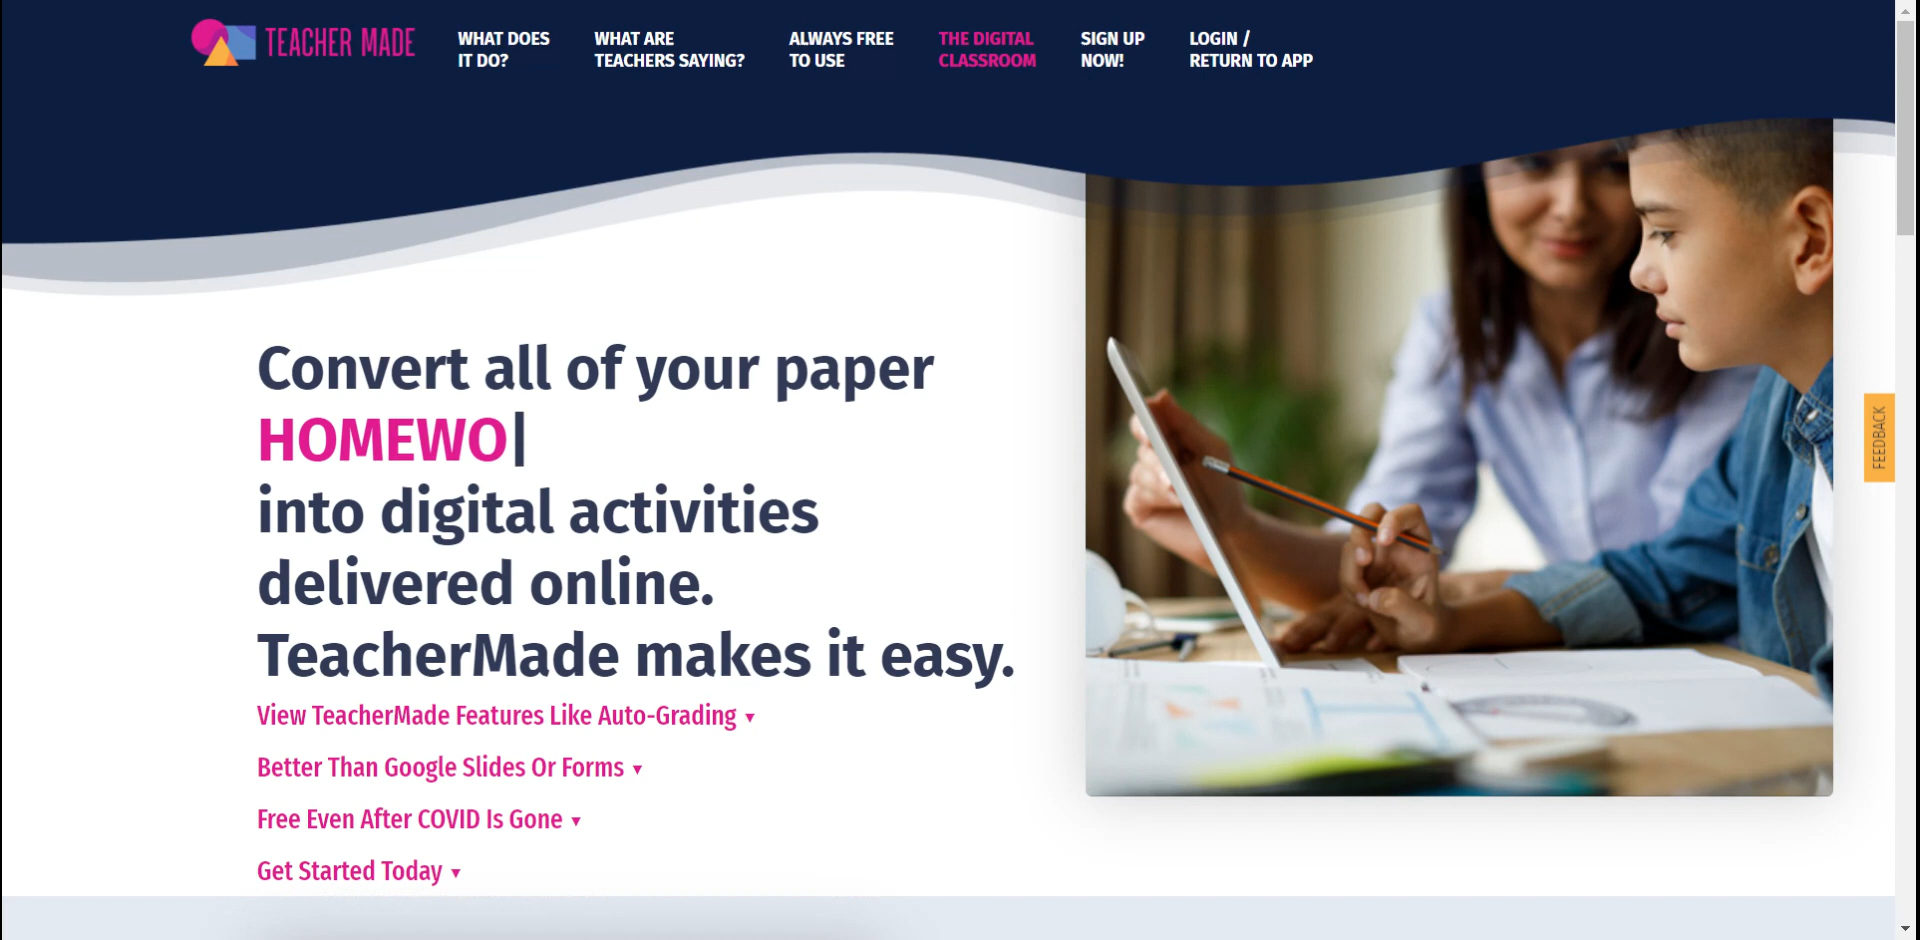 TEACHER MADE
WHAT DOES
IT DO?
WHAT ARE
TEACHERS SAYING?
ALWAYS FREE
TO USE
THE DIGITAL
CLASSROOM
SIGN UP
NOW!
LOGIN /
RETURN TO APP
Convert all of your paper
HOMEWO|
into digital activities
delivered online.
TeacherMade makes it easy.
View TeacherMade Features Like Auto-Grading ▼
Better Than Google Slides Or Forms ▼
Free Even After COVID Is Gone ▼
Get Started Today ▼
FEEDBACK